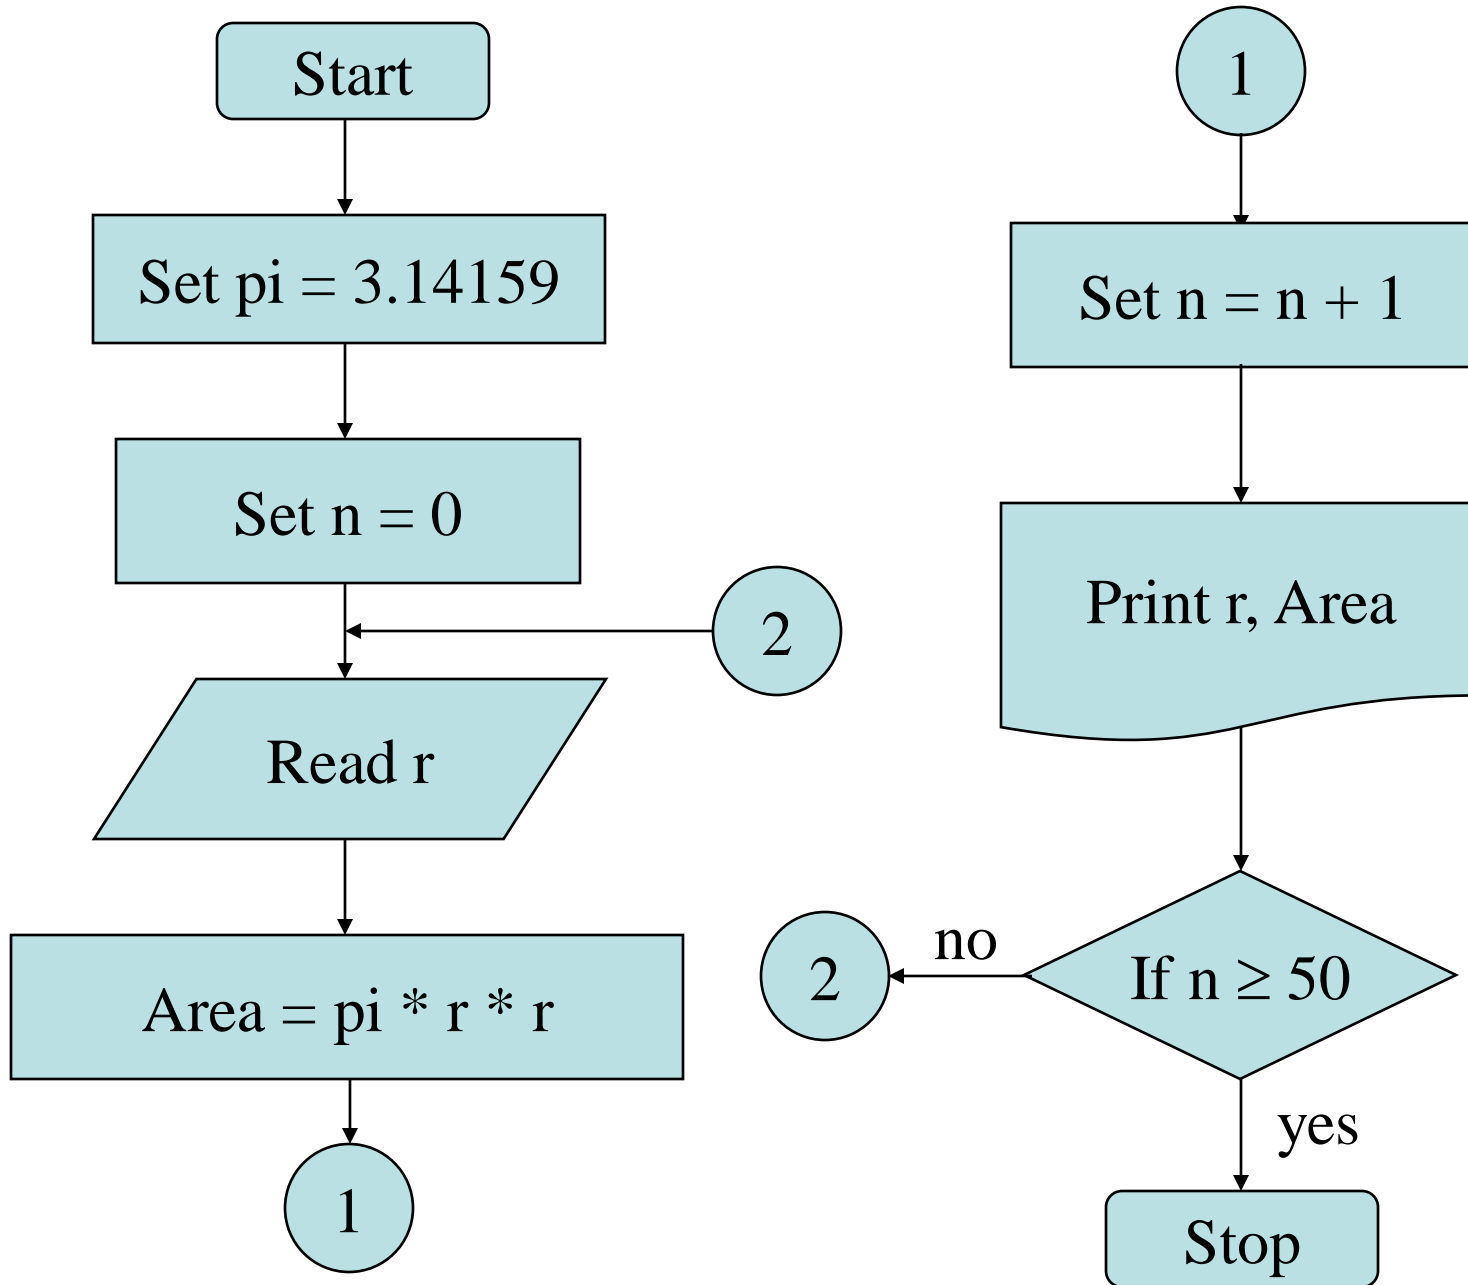 Start
Set pi = 3.14159
Set n = 0
2
Read r
Area = pi * r * r
1
1
Set n = n + 1
Print r, Area
If n ≥ 50
no
2
yes
Stop